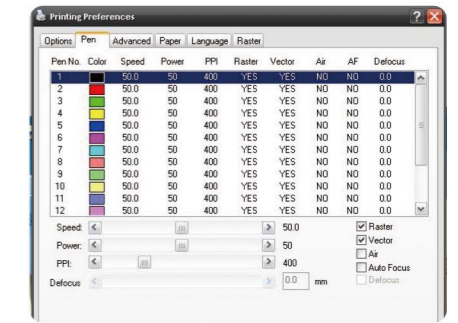 Printing Preferences
Options Pen Advanced Paper Language Raster
Pen No. Color Speed Power PPI Raster Vector Air AF Defocus
1 50.0 50 400 YES YES NO NO 0.0
2 50.0 50 400 YES YES NO NO 0.0
3 50.0 50 400 YES YES NO NO 0.0
4 50.0 50 400 YES YES NO NO 0.0
5 50.0 50 400 YES YES NO NO 0.0
6 50.0 50 400 YES YES NO NO 0.0
7 50.0 50 400 YES YES NO NO 0.0
8 50.0 50 400 YES YES NO NO 0.0
9 50.0 50 400 YES YES NO NO 0.0
10 50.0 50 400 YES YES NO NO 0.0
11 50.0 50 400 YES YES NO NO 0.0
12 50.0 50 400 YES YES NO NO 0.0
Speed: 50.0 Raster
Power: 50 Vector
PPI: 400 Air
Auto Focus
Defocus 0.0 mm Defocus